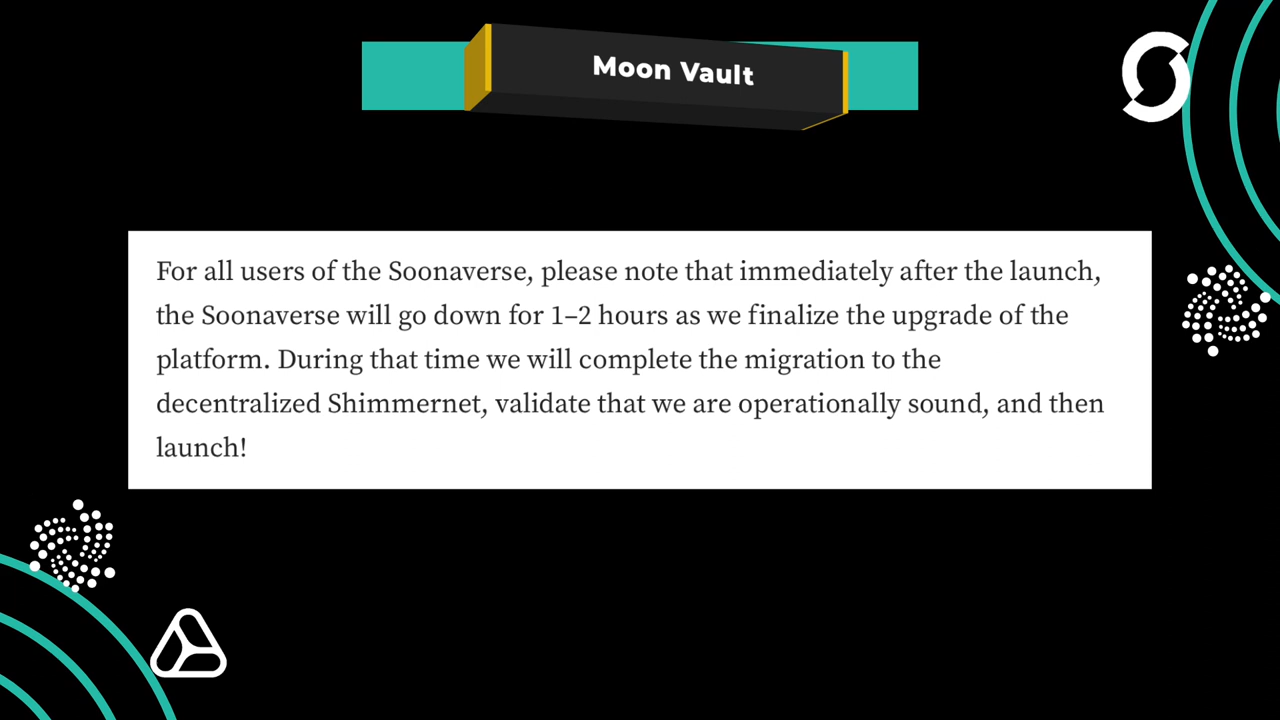 Moon Vault
For all users of the Soonaverse, please note that immediately after the launch,
the Soonaverse will go down for 1–2 hours as we finalize the upgrade of the
platform. During that time we will complete the migration to the
decentralized Shimmernet, validate that we are operationally sound, and then
launch!